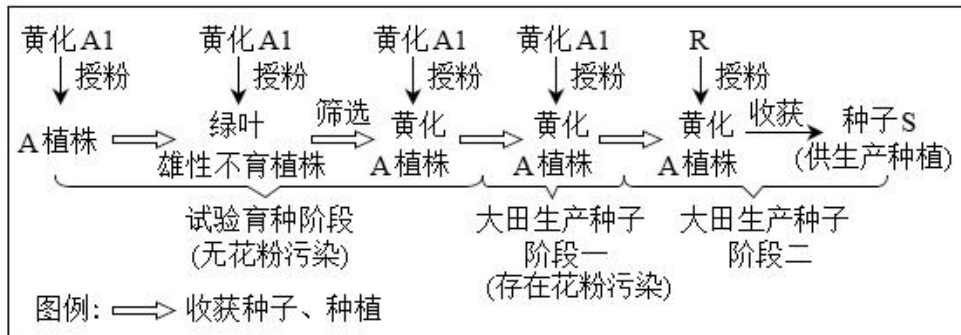 黄化A1 黄化A1 黄化A1 黄化A1 R
授粉 授粉 授粉 授粉 授粉
A植株 绿叶 筛选 黄化 黄化 黄化 收获 种子S
雄性不育植株 A植株 A植株 A植株 (供生产种植)
试验育种阶段 大田生产种子 大田生产种子
(无花粉污染) 阶段一 阶段二
(存在花粉污染)
图例: 收获种子、种植